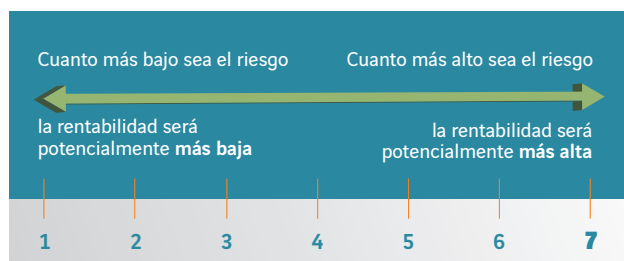 Cuanto más bajo sea el riesgo
Cuanto más alto sea el riesgo
la rentabilidad será
potencialmente más baja
la rentabilidad será
potencialmente más alta
1 2 3 4 5 6 7